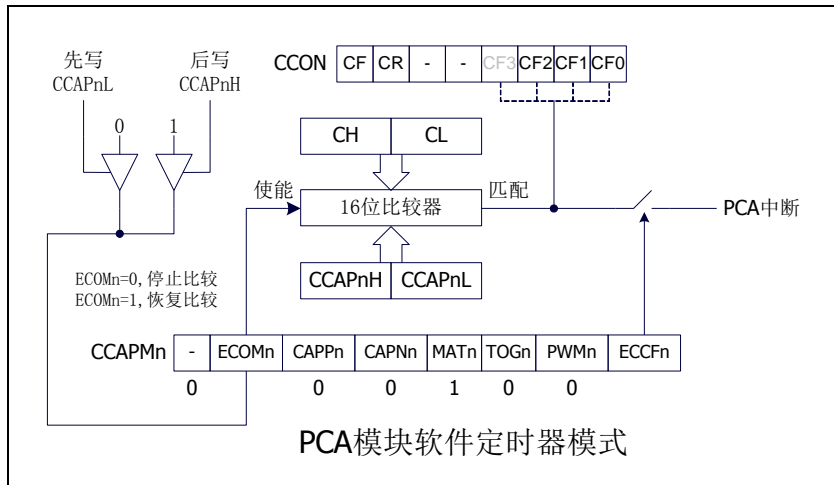 先写
CCAPnL
后写
CCAPnH
CCON CF CR - - CF3 CF2 CF1 CF0
0 1
CH CL
使能
16位比较器
匹配
PCA中断
CCAPnH CCAPnL
ECOMn=0,停止比较
ECOMn=1,恢复比较
CCAPMn - ECOMn CAPPn CAPNn MATn TOGn PWMn ECCFn
0 0 0 1 0 0
PCA模块软件定时器模式